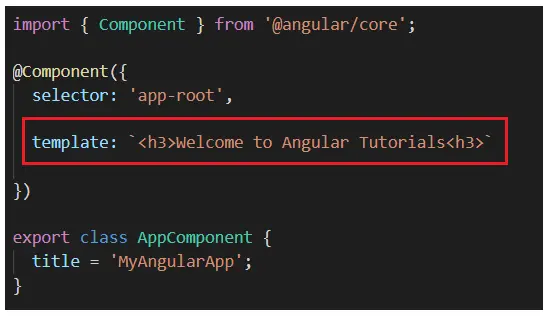 import { Component } from '@angular/core';
@Component({
selector: 'app-root',
template: `<h3>Welcome to Angular Tutorials<h3>`
})
export class AppComponent {
title = 'MyAngularApp';
}